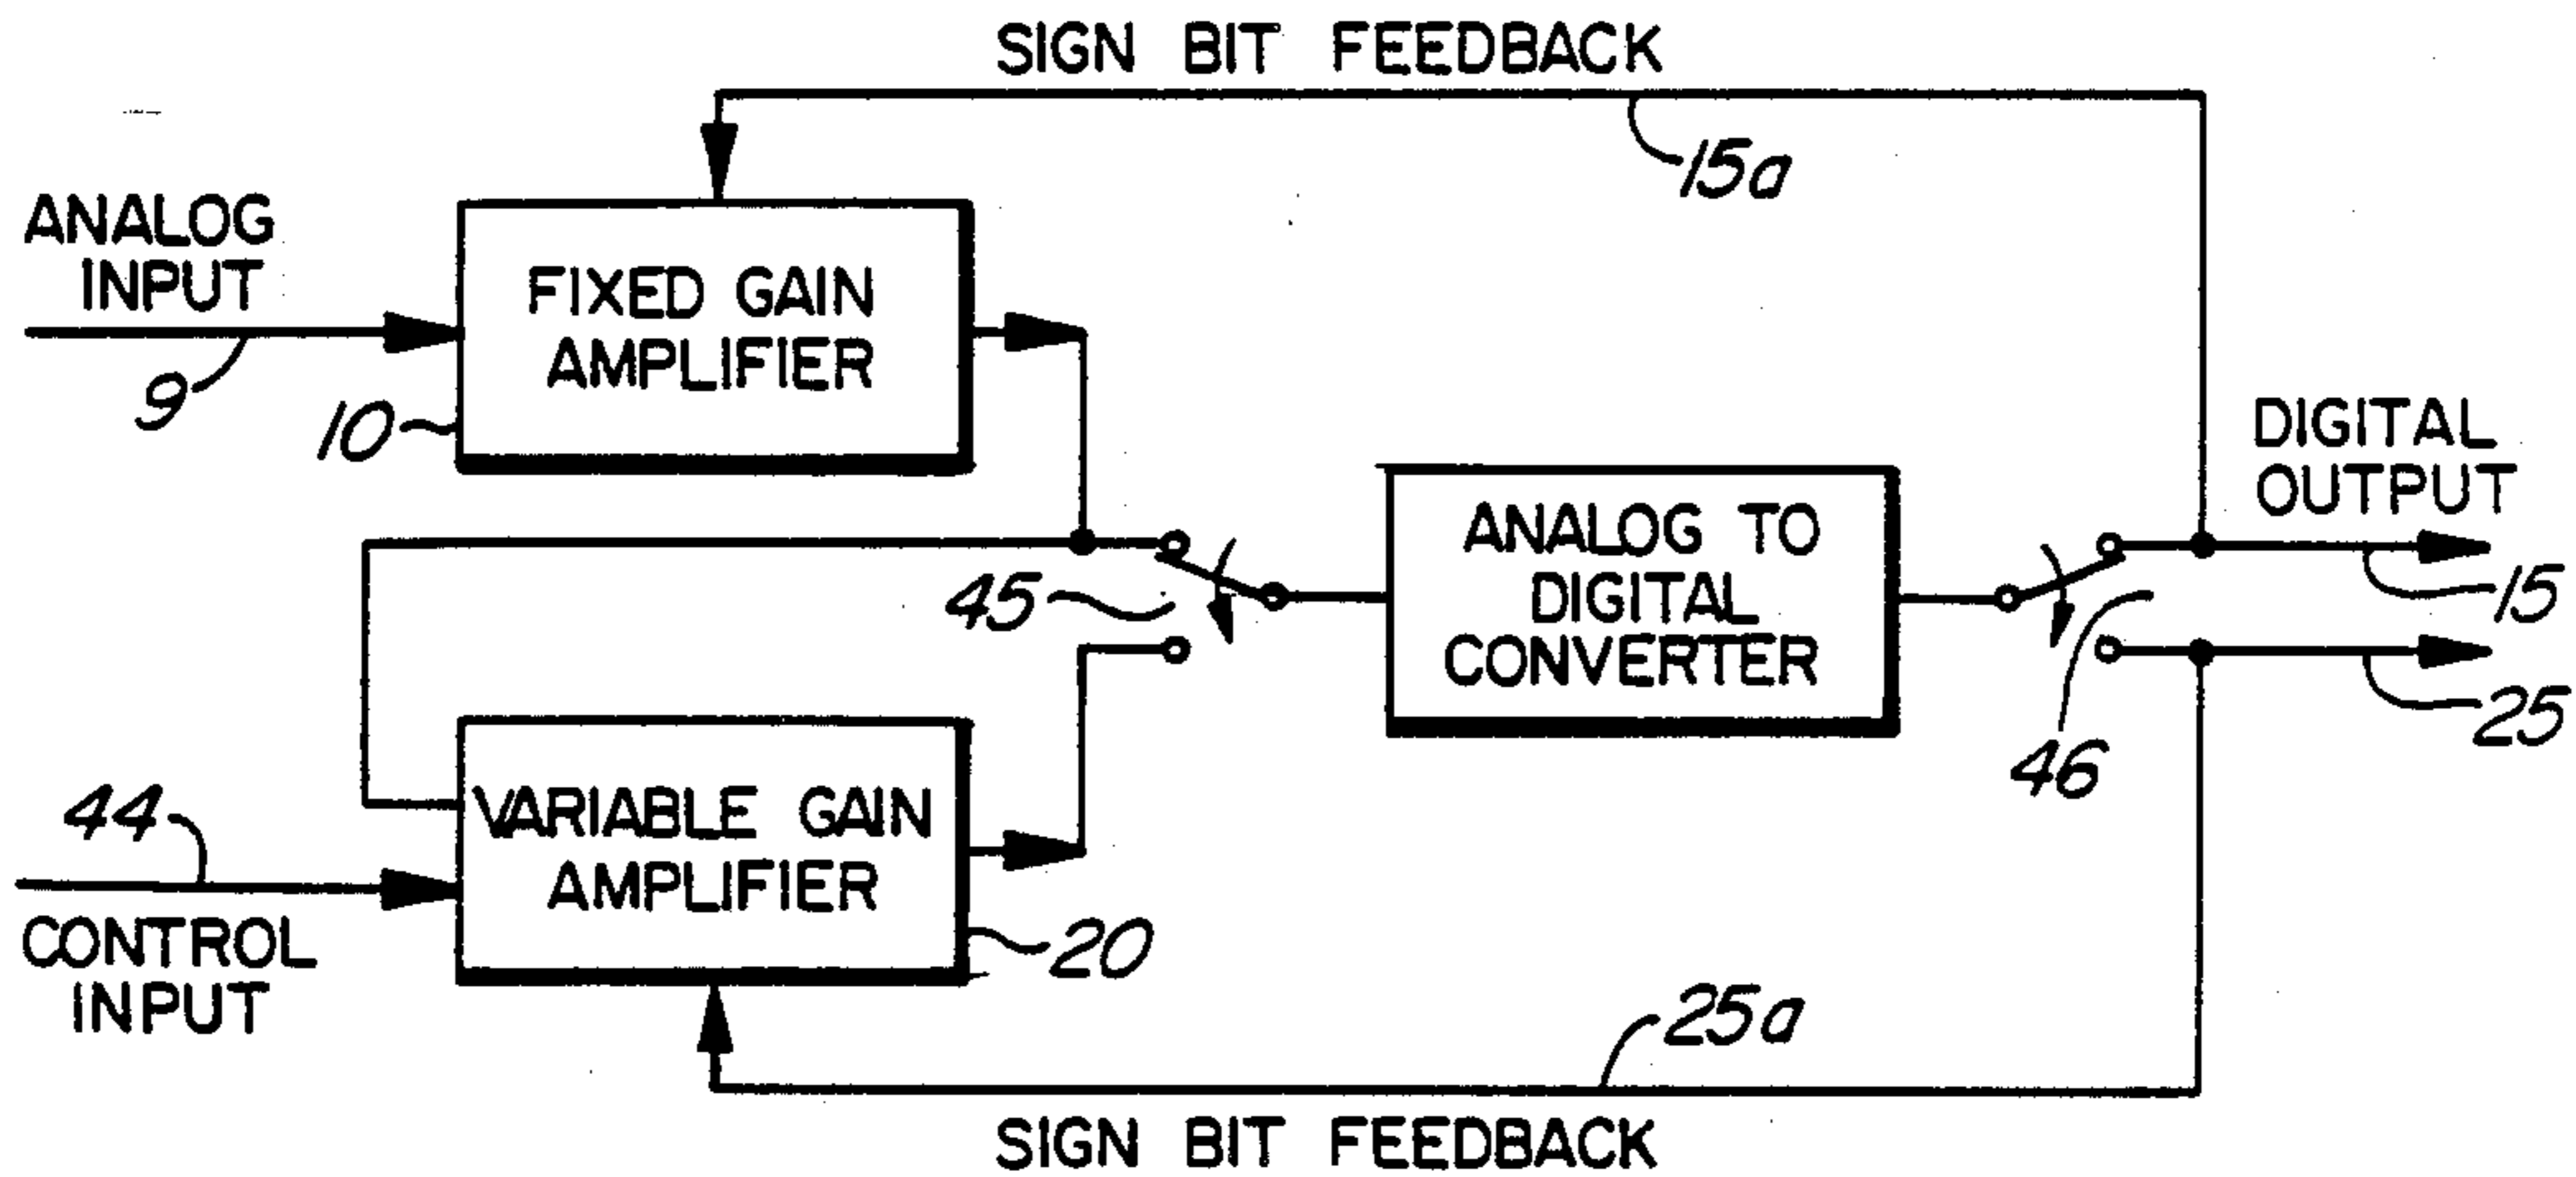 SIGN BIT FEEDBACK
15a
ANALOG
INPUT
9
10
FIXED GAIN
AMPLIFIER
DIGITAL
OUTPUT
45
ANALOG TO
DIGITAL
CONVERTER
15
46
25
44
VARIABLE GAIN
AMPLIFIER
CONTROL
INPUT
20
25a
SIGN BIT FEEDBACK